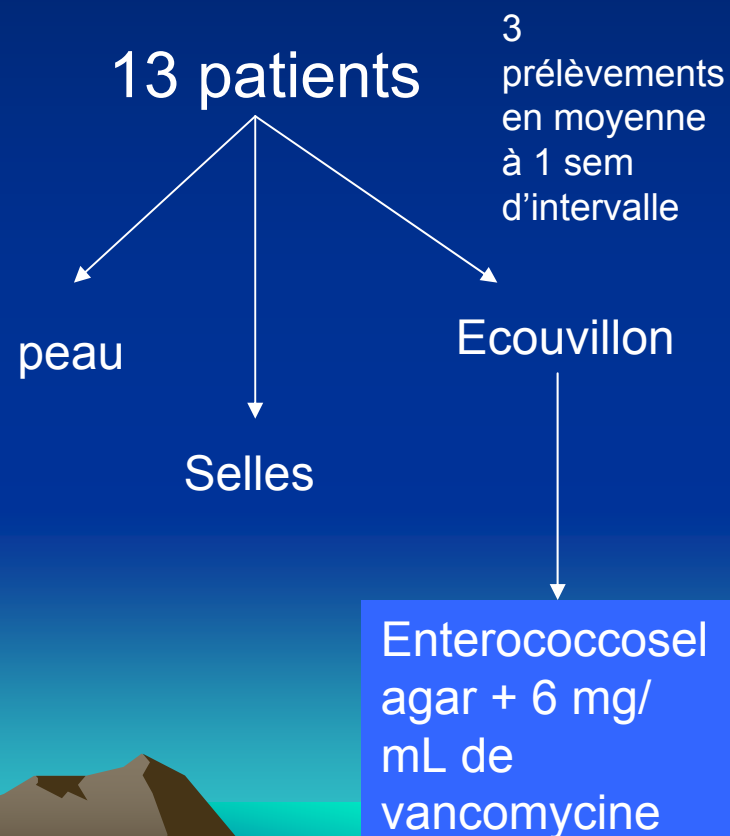 13 patients
3
prélèvements
en moyenne
à 1 sem
d'intervalle
peau
Ecouvillon
Selles
Enterococcosel
agar + 6 mg/
mL de
vancomycine